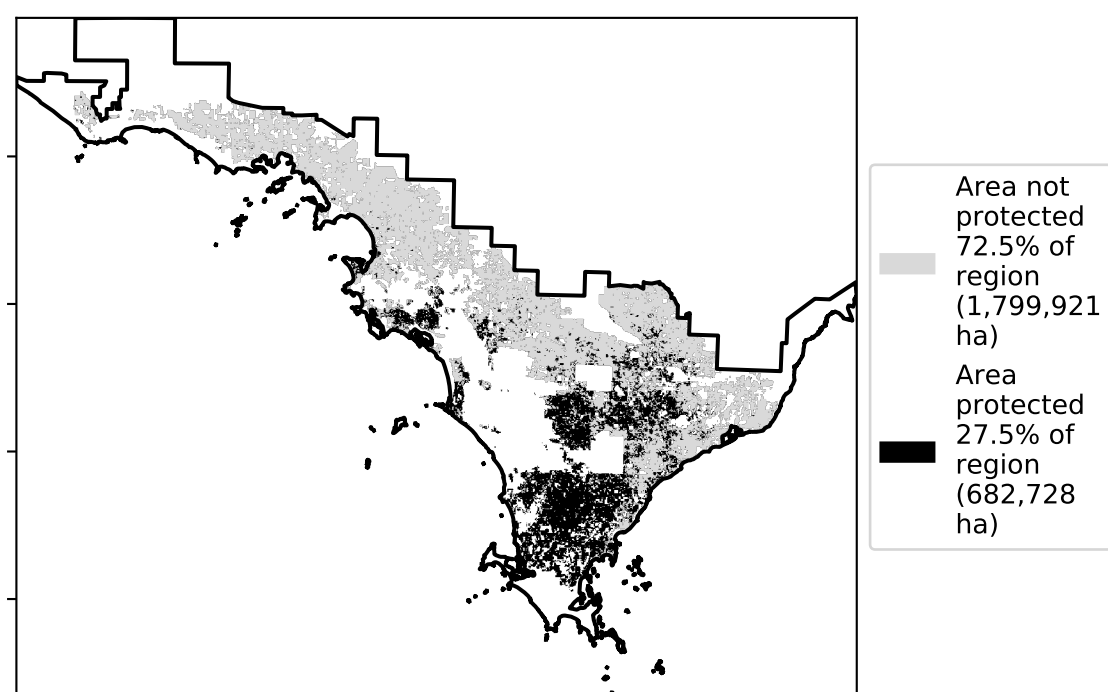 Area not
protected
72.5% of
region
(1,799,921
ha)
Area
protected
27.5% of
region
(682,728
ha)